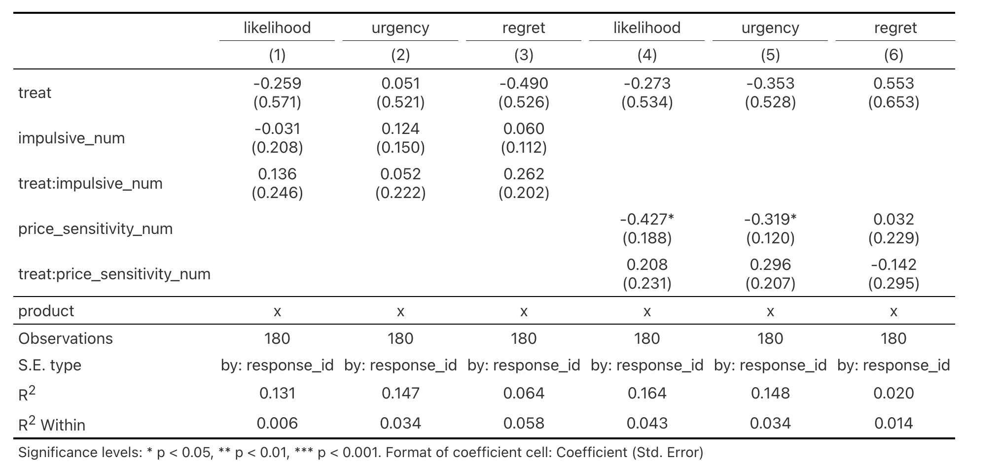 likelihood urgency regret likelihood urgency regret
(1) (2) (3) (4) (5) (6)
treat -0.259 0.051 -0.490 -0.273 -0.353 0.553
(0.571) (0.521) (0.526) (0.534) (0.528) (0.653)
impulsive_num -0.031 0.124 0.060
(0.208) (0.150) (0.112)
treat:impulsive_num 0.136 0.052 0.262
(0.246) (0.222) (0.202)
price_sensitivity_num -0.427* -0.319* 0.032
(0.188) (0.120) (0.229)
treat:price_sensitivity_num 0.208 0.296 -0.142
(0.231) (0.207) (0.295)
product x x x x x x
Observations 180 180 180 180 180 180
S.E. type by: response_id by: response_id by: response_id by: response_id by: response_id by: response_id
R² 0.131 0.147 0.064 0.164 0.148 0.020
R² Within 0.006 0.034 0.058 0.043 0.034 0.014
Significance levels: * p < 0.05, ** p < 0.01, *** p < 0.001. Format of coefficient cell: Coefficient (Std. Error)